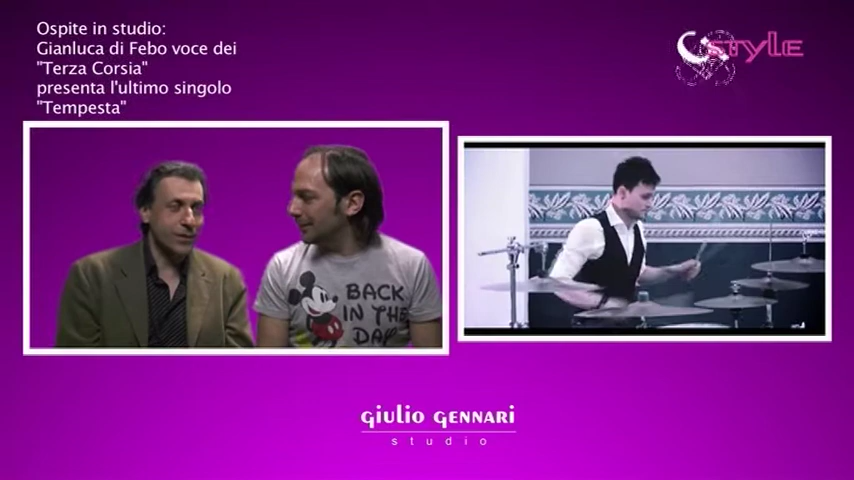 Ospite in studio:
Gianluca di Febo voce dei
"Terza Corsia"
presenta l'ultimo singolo
"Tempesta"
STYLE
BACK
IN THE
DAY
GIULIO GENNARI
studio